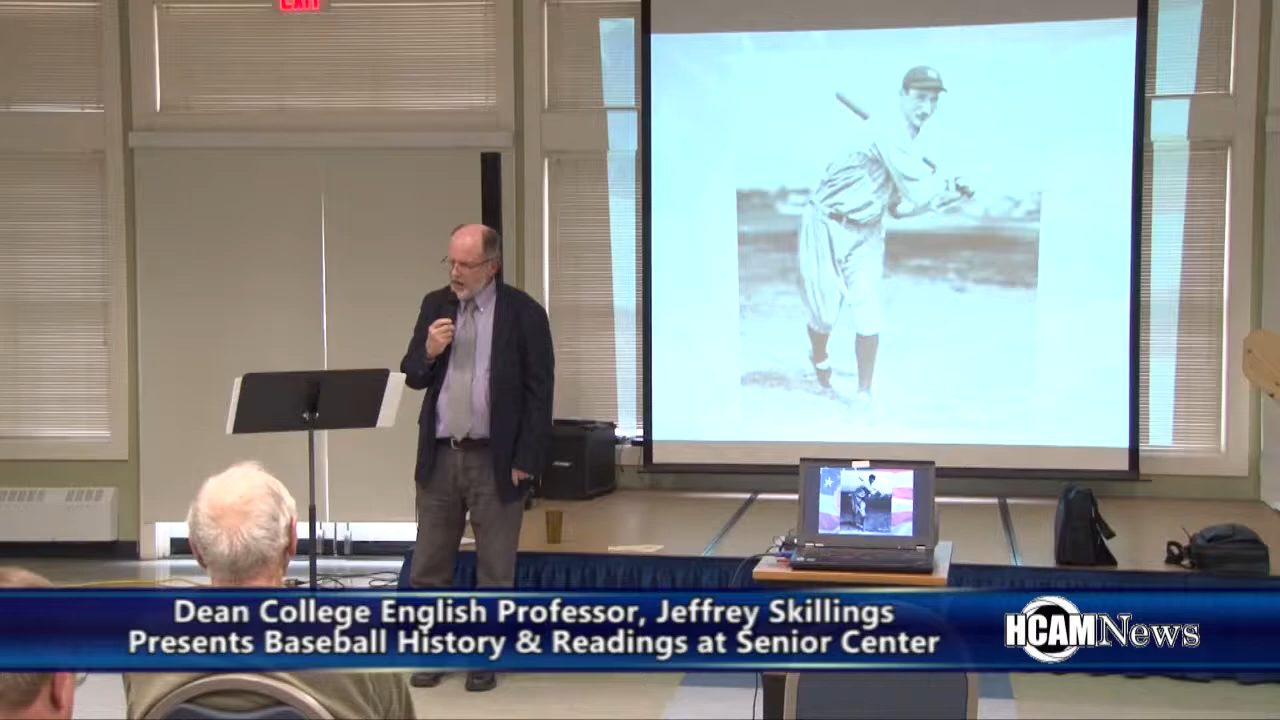 EXIT
Dean College English Professor, Jeffrey Skillings
Presents Baseball History & Readings at Senior Center
HCAMNews